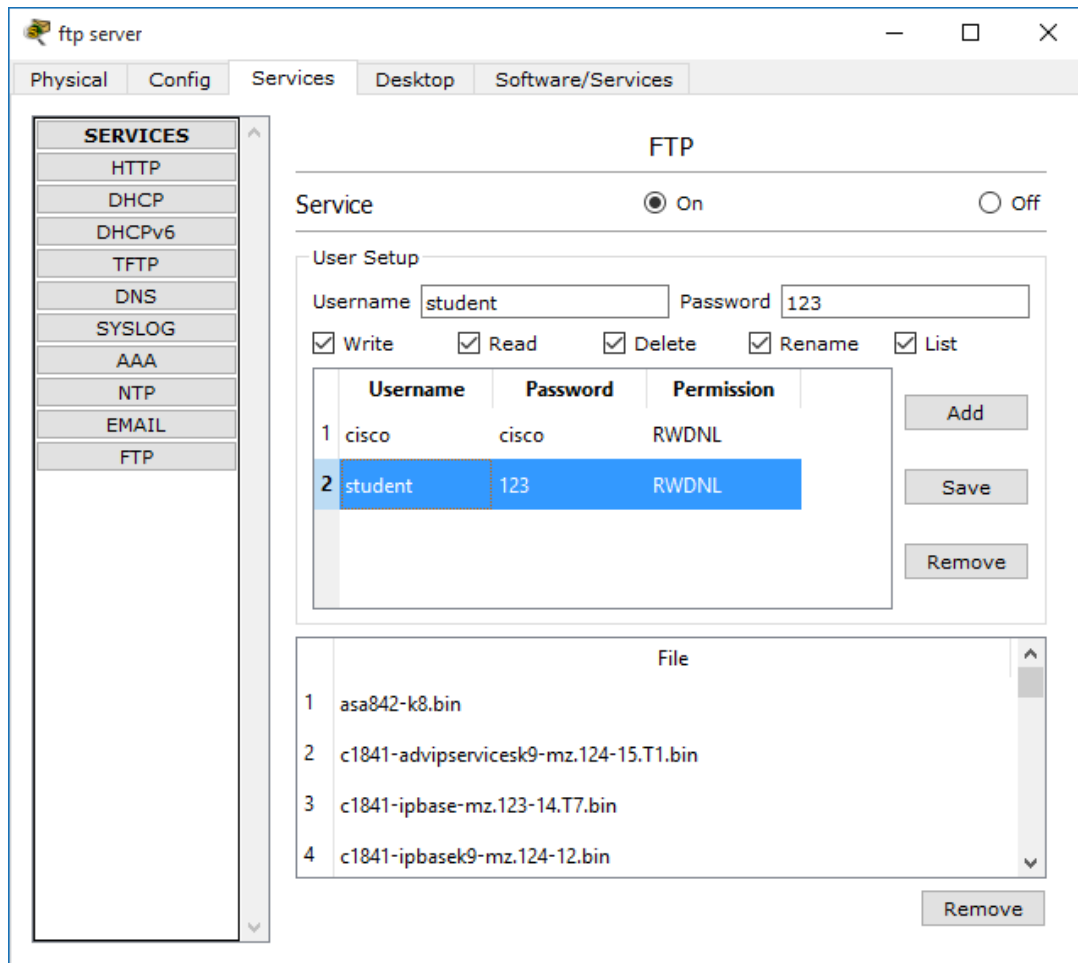 ftp server
Physical Config Services Desktop Software/Services
SERVICES
HTTP
DHCP
DHCPv6
TFTP
DNS
SYSLOG
AAA
NTP
EMAIL
FTP
FTP
Service On Off
User Setup
Username student Password 123
Write Read Delete Rename List
Username Password Permission
1 cisco cisco RWDNL
2 student 123 RWDNL
Add
Save
Remove
File
1 asa842-k8.bin
2 c1841-advipservicesk9-mz.124-15.T1.bin
3 c1841-ipbase-mz.123-14.T7.bin
4 c1841-ipbasek9-mz.124-12.bin
Remove